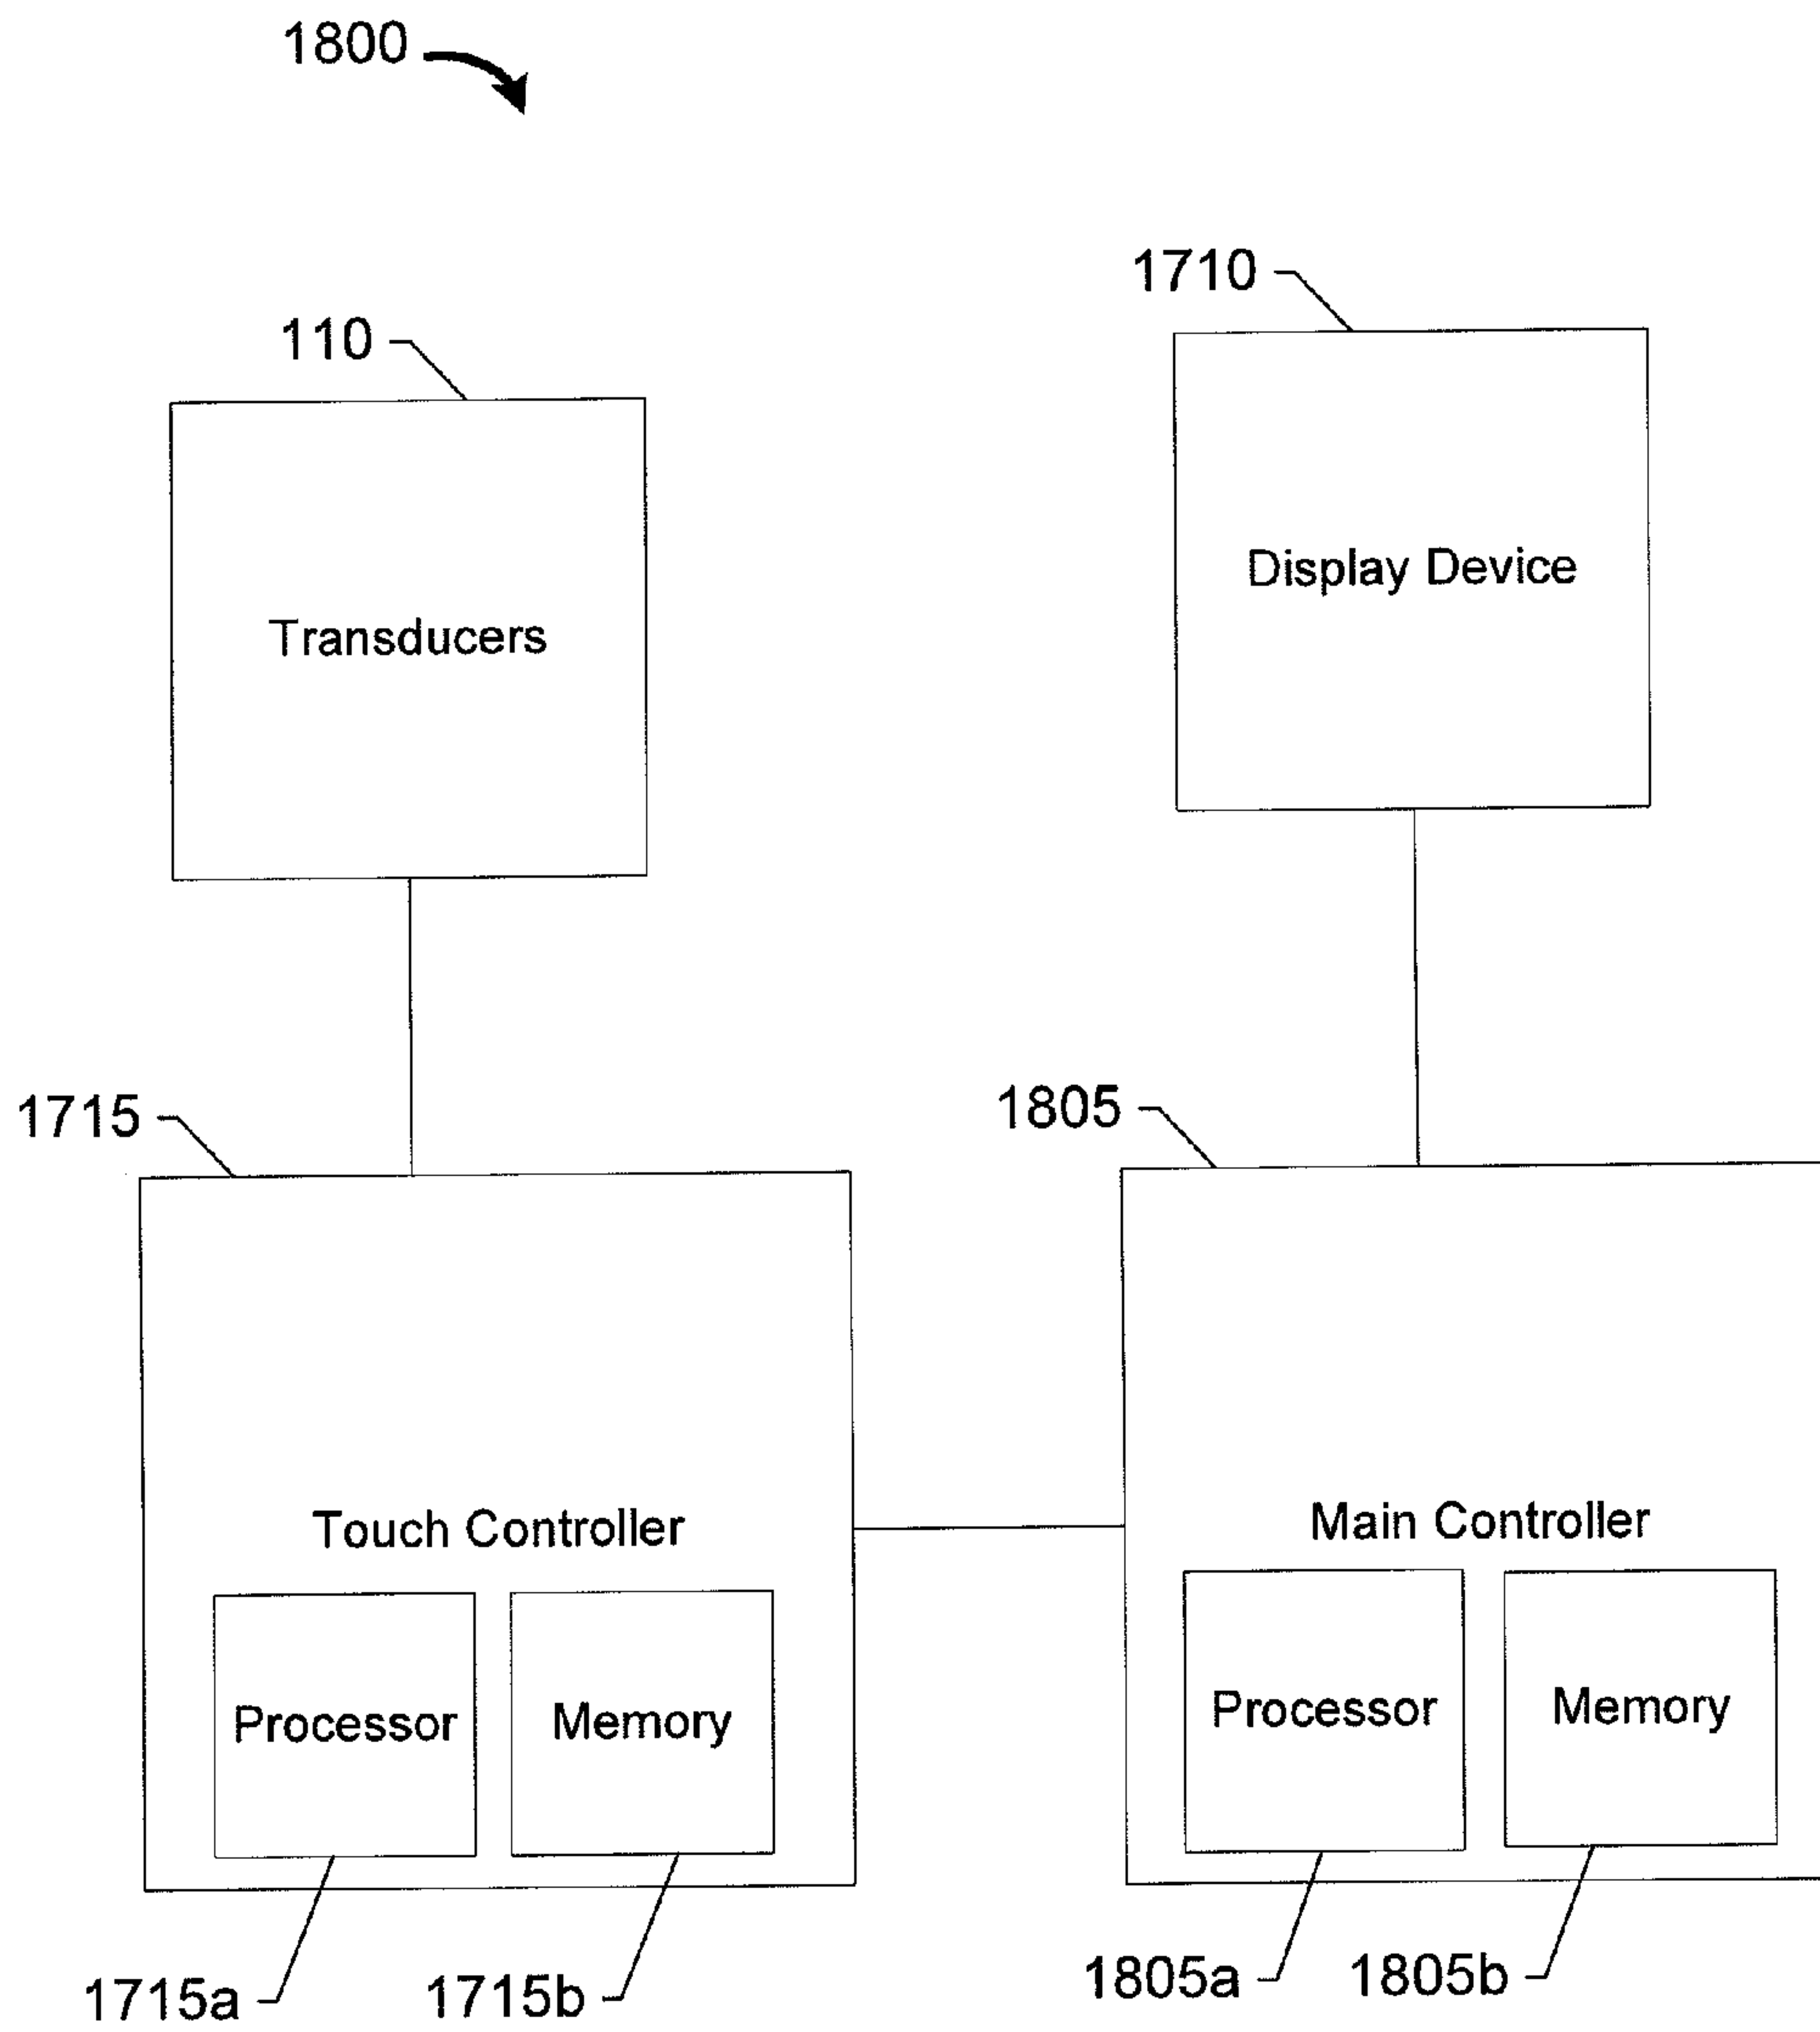 1800
1710
110
Display Device
Transducers
1715
1805
Touch Controller
Main Controller
Processor
Memory
Processor
Memory
1715a
1715b
1805a
1805b